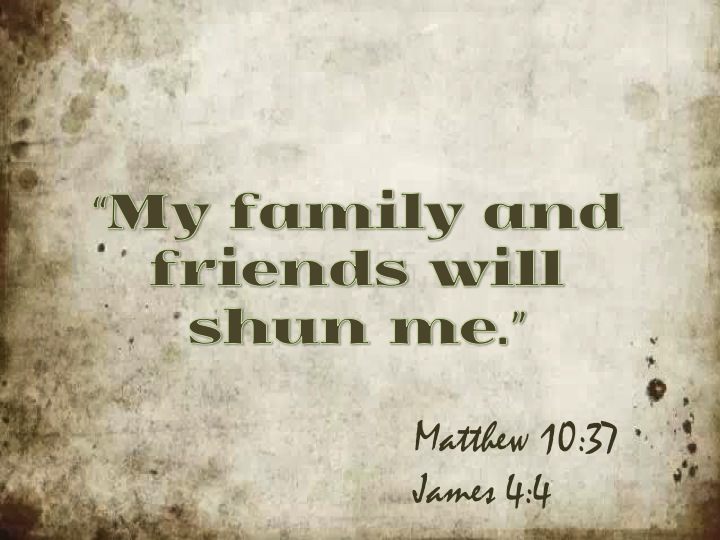 “My family and
friends will
shun me.”
Matthew 10:37
James 4:4